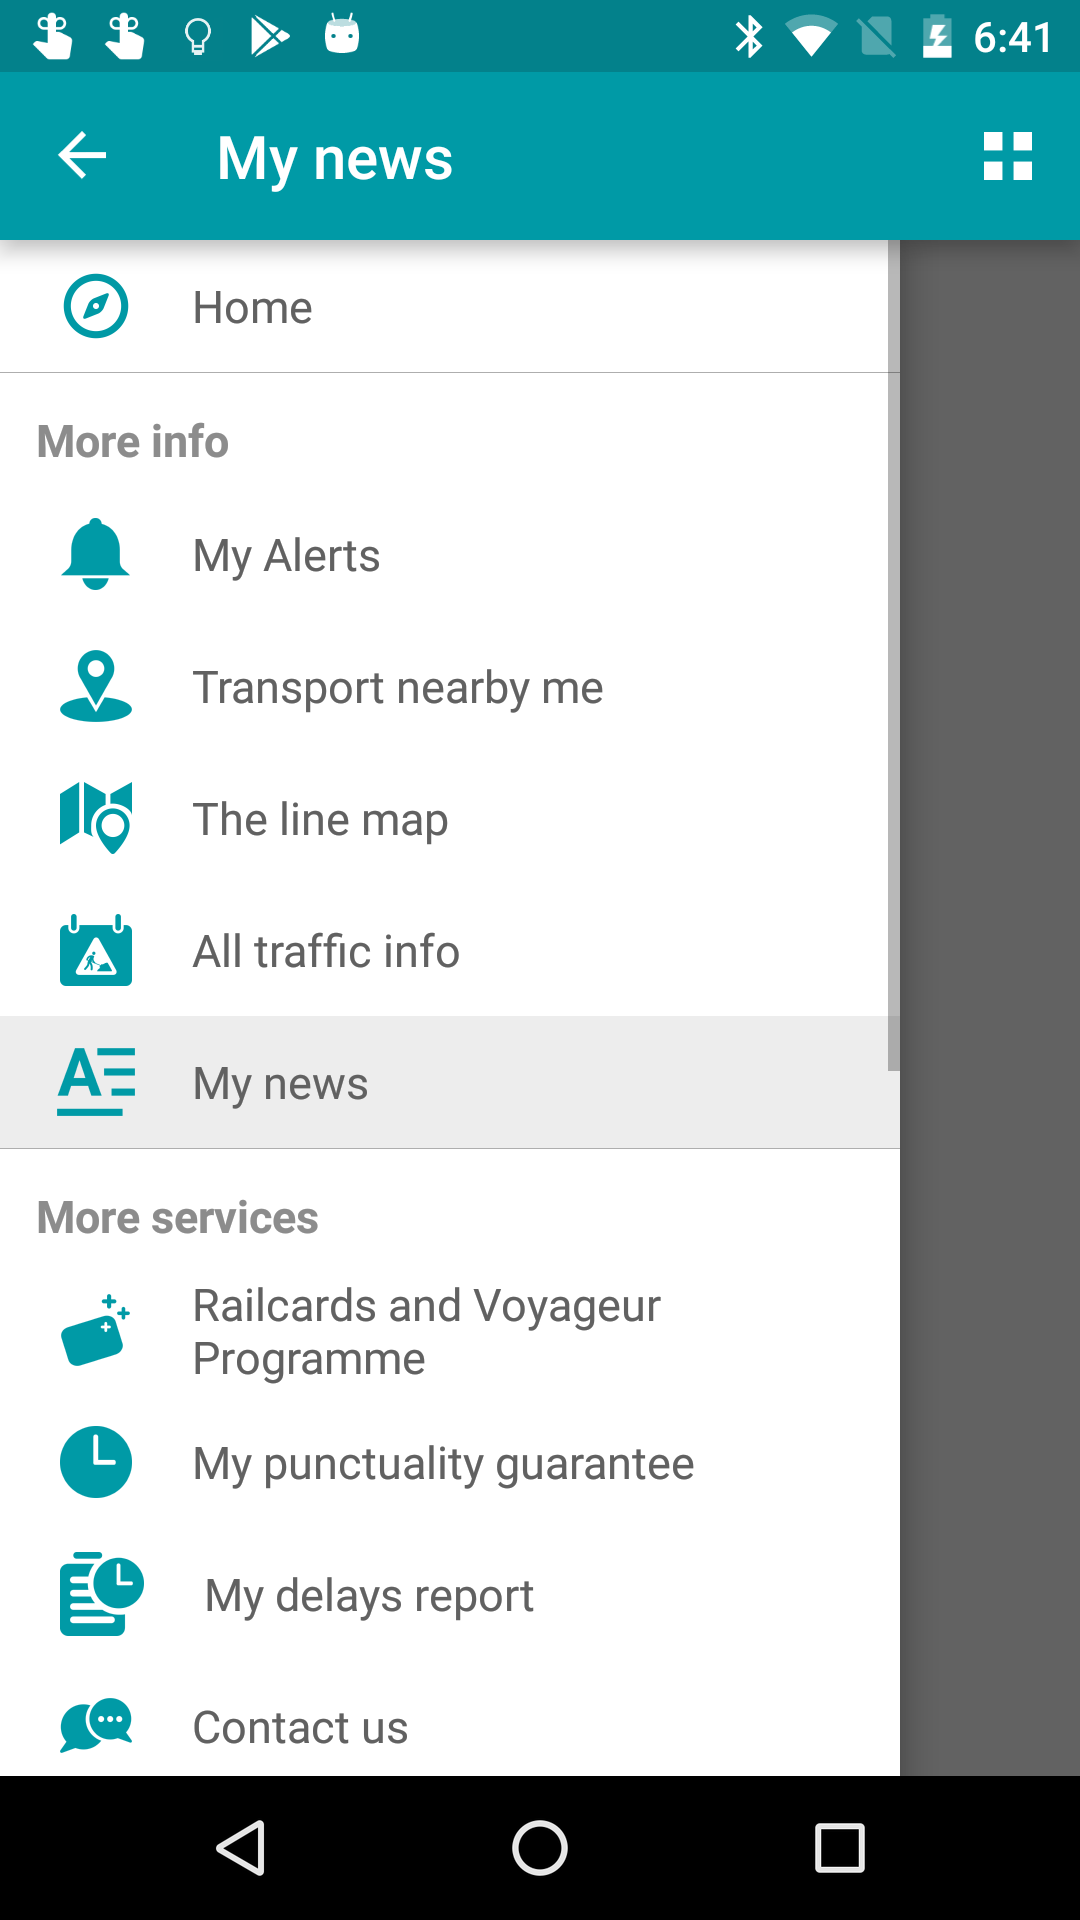 6:41
My news
Home
More info
My Alerts
Transport nearby me
The line map
All traffic info
A
My news
More services
Railcards and Voyageur
Programme
My punctuality guarantee
My delays report
Contact us